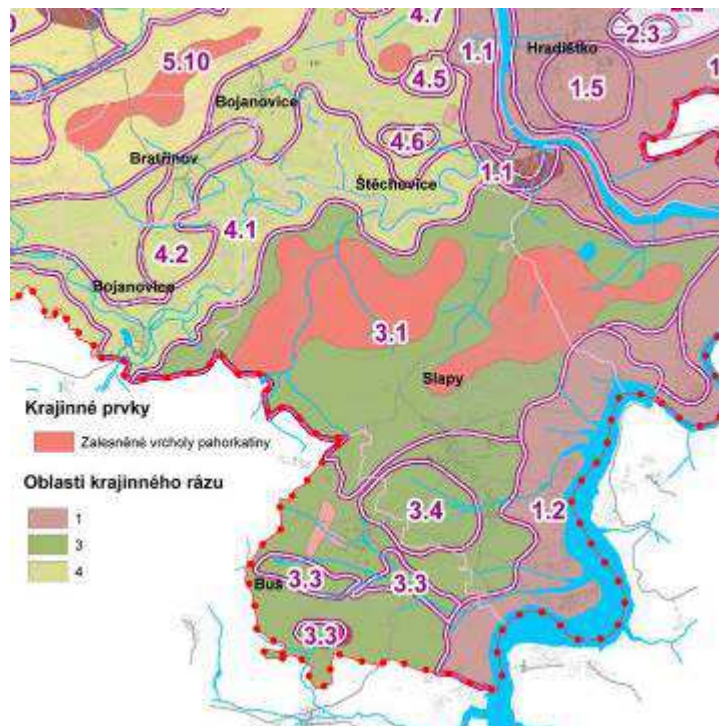 4.7
2.3
1.1
Hradištko
5.10
4.5
1.5
Bojanovice
4.6
Bratřínov
1.1
Štěchovice
4.1
4.2
Bojanovice
3.1
Slapy
Krajinné prvky
Zalesněné vrcholy pahorkatiny
Oblasti krajinného rázu
1
3
4
3.4
1.2
3.3
3.3
Buš
3.3